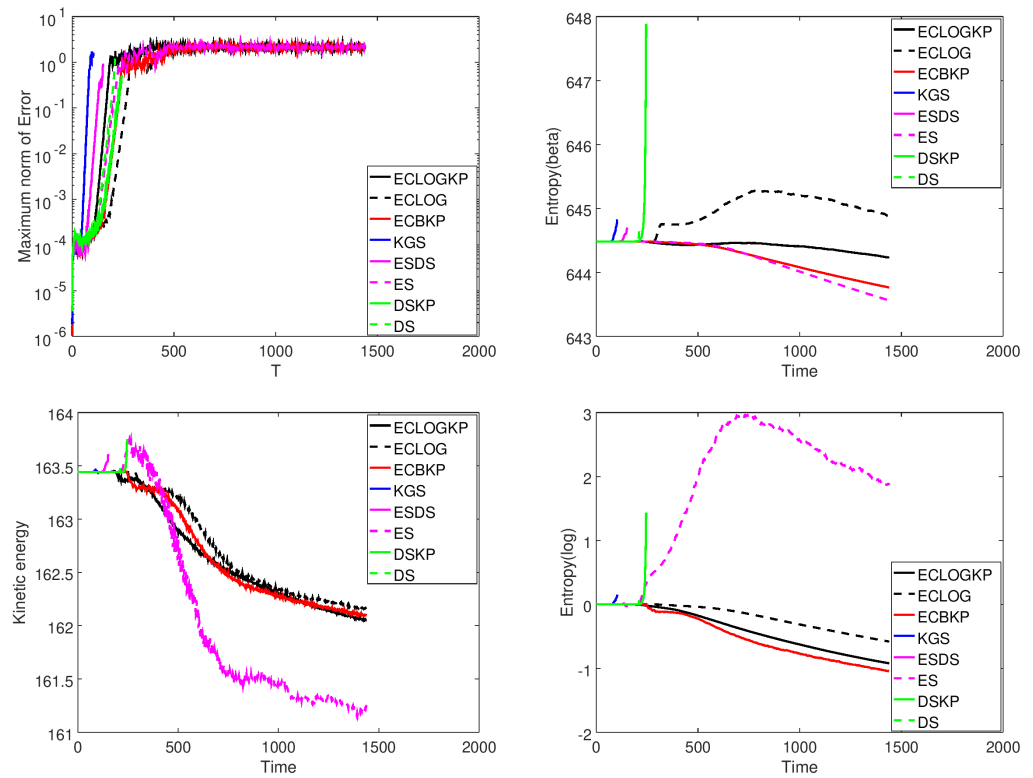 10^1
10^0
10^-1
10^-2
10^-3
10^-4
10^-5
10^-6
0
500
1000
1500
2000
T
Maximum norm of Error
ECLOGKP
ECLOG
ECBKP
KGS
ESDS
ES
DSKP
DS
648
647
646
645
644
643
0
500
1000
1500
2000
Time
Entropy(beta)
ECLOGKP
ECLOG
ECBKP
KGS
ESDS
ES
DSKP
DS
164
163.5
163
162.5
162
161.5
161
0
500
1000
1500
2000
Time
Kinetic energy
ECLOGKP
ECLOG
ECBKP
KGS
ESDS
ES
DSKP
DS
3
2
1
0
-1
-2
0
500
1000
1500
2000
Time
Entropy(log)
ECLOGKP
ECLOG
ECBKP
KGS
ESDS
ES
DSKP
DS